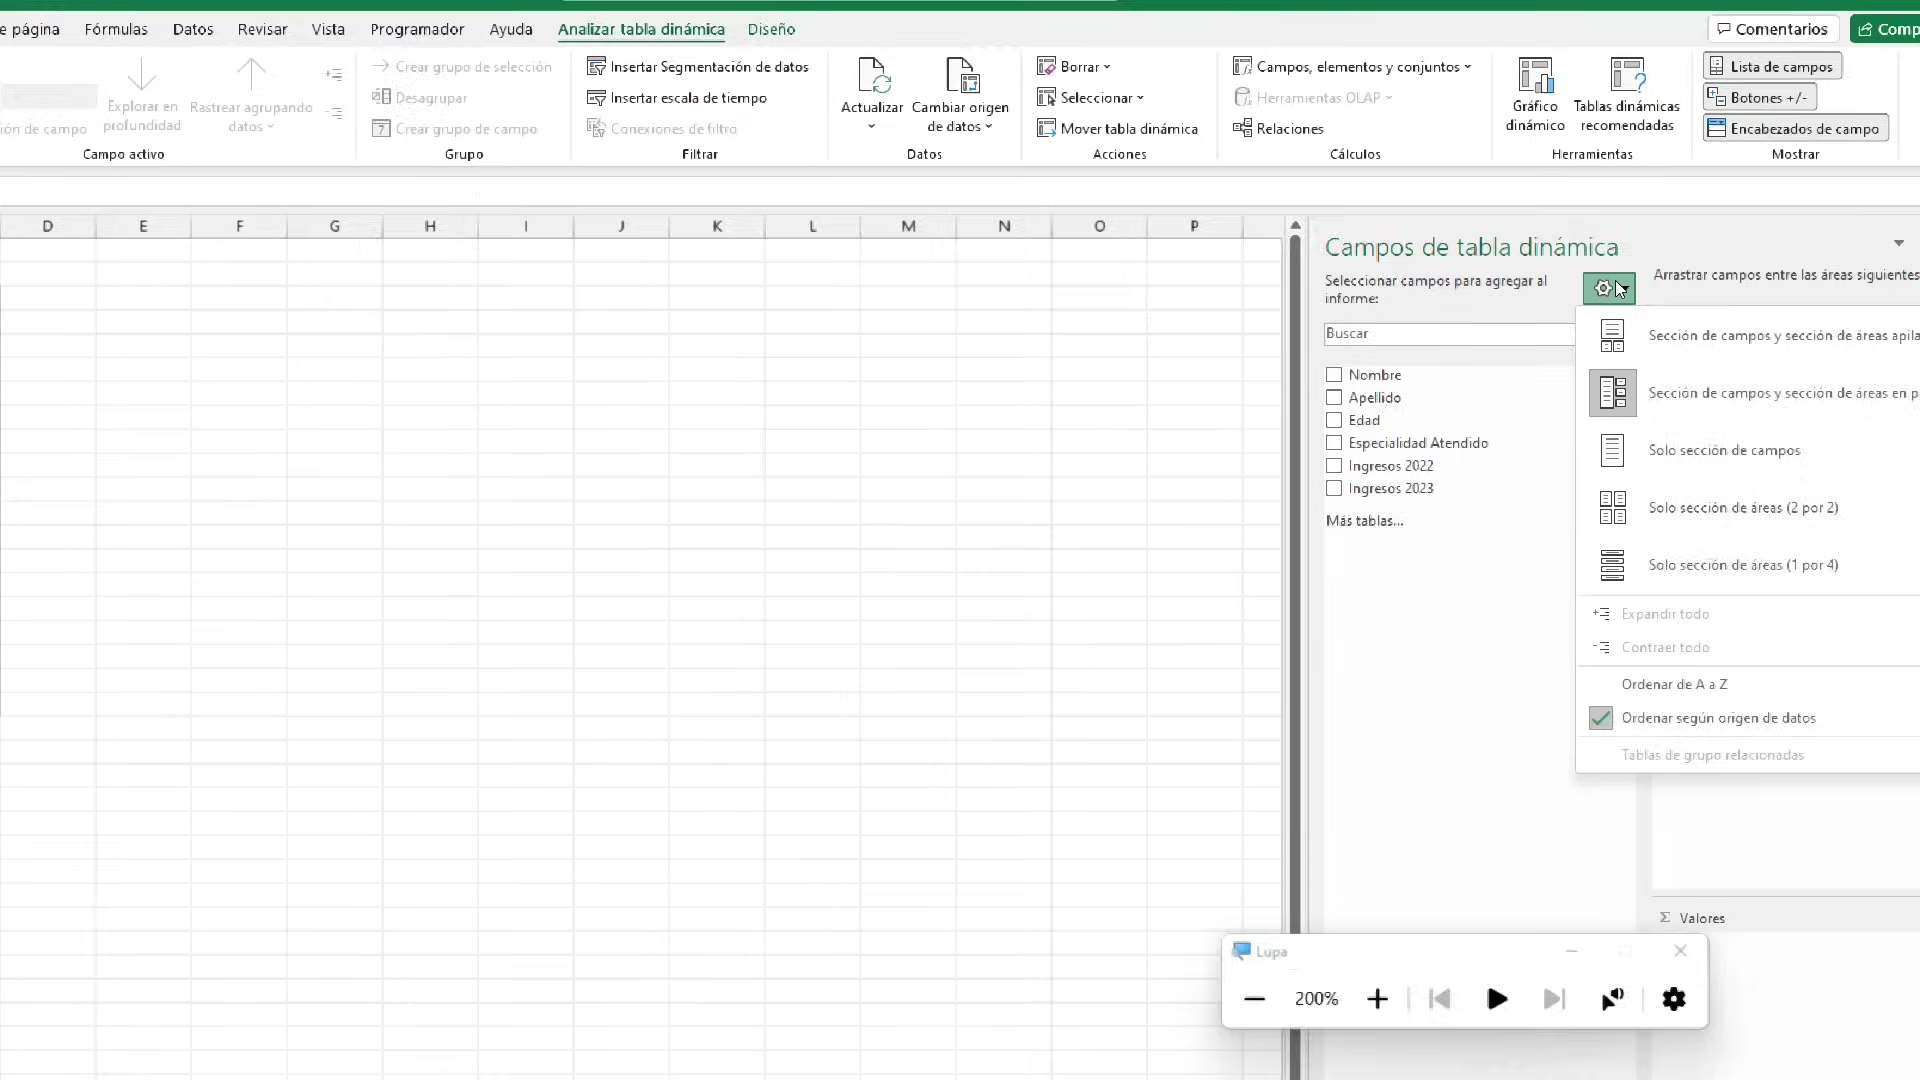 e página Fórmulas Datos Revisar Vista Programador Ayuda Analizar tabla dinámica Diseño Comentarios Comp
Explorar en profundidad
Rastrear agrupando datos
ión de campo
Campo activo
Crear grupo de selección
Desagrupar
Crear grupo de campo
Grupo
Insertar Segmentación de datos
Insertar escala de tiempo
Conexiones de filtro
Filtrar
Actualizar
Cambiar origen de datos
Datos
Borrar
Seleccionar
Mover tabla dinámica
Acciones
Campos, elementos y conjuntos
Herramientas OLAP
Relaciones
Cálculos
Gráfico dinámico
Tablas dinámicas recomendadas
Herramientas
Lista de campos
Botones +/-
Encabezados de campo
Mostrar
D E F G H I J K L M N O P
Campos de tabla dinámica
Seleccionar campos para agregar al
informe:
Arrastrar campos entre las áreas siguientes
Buscar
Nombre
Apellido
Edad
Especialidad Atendido
Ingresos 2022
Ingresos 2023
Más tablas...
Sección de campos y sección de áreas apila
Sección de campos y sección de áreas en p
Solo sección de campos
Solo sección de áreas (2 por 2)
Solo sección de áreas (1 por 4)
Expandir todo
Contraer todo
Ordenar de A a Z
Ordenar según origen de datos
Tablas de grupo relacionadas
Σ Valores
Lupa
200%